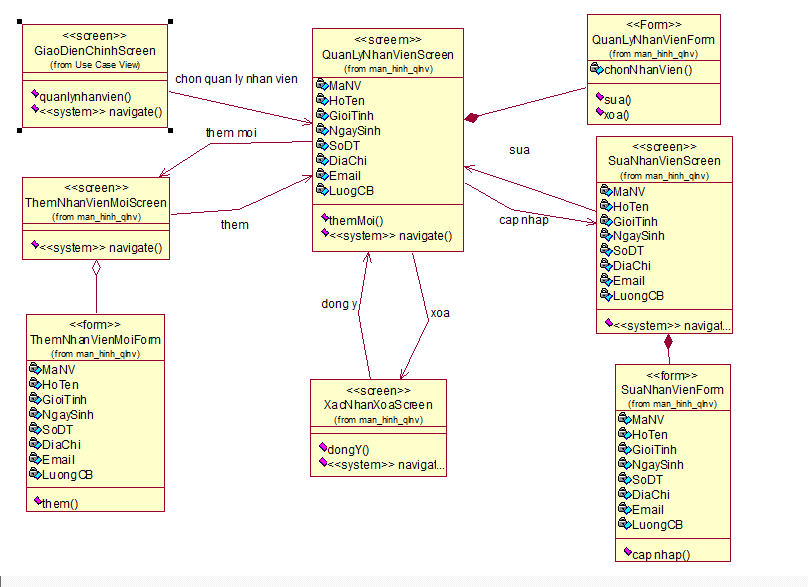 <<screen>>
GiaoDienChinhScreen
(from Use Case View)
quanlynhanvien()
<<system>> navigate()
chon quan ly nhan vien
<<screem>>
QuanLyNhanVienScreen
(from man_hinh_qlnv)
MaNV
HoTen
GioiTinh
NgaySinh
SoDT
DiaChi
Email
LuogCB
themMoi()
<<system>> navigate()
<<Form>>
QuanLyNhanVienForm
(from man_hinh_qlnv)
chonNhanVien()
sua()
xoa()
them moi
sua
<<screen>>
ThemNhanVienMoiScreen
(from man_hinh_qlnv)
<<system>> navigate()
them
cap nhap
<<screen>>
SuaNhanVienScreen
(from man_hinh_qlnv)
MaNV
HoTen
GioiTinh
NgaySinh
SoDT
DiaChi
Email
LuongCB
<<system>> navigat...
dong y
xoa
<<form>>
ThemNhanVienMoiForm
(from man_hinh_qlnv)
MaNV
HoTen
GioiTinh
NgaySinh
SoDT
DiaChi
Email
LuongCB
them()
<<screen>>
XacNhanXoaScreen
(from man_hinh_qlnv)
dongY()
<<system>> navigat...
<<form>>
SuaNhanVienForm
(from man_hinh_qlnv)
MaNV
HoTen
GioiTinh
NgaySinh
SoDT
DiaChi
Email
LuongCB
cap nhap()